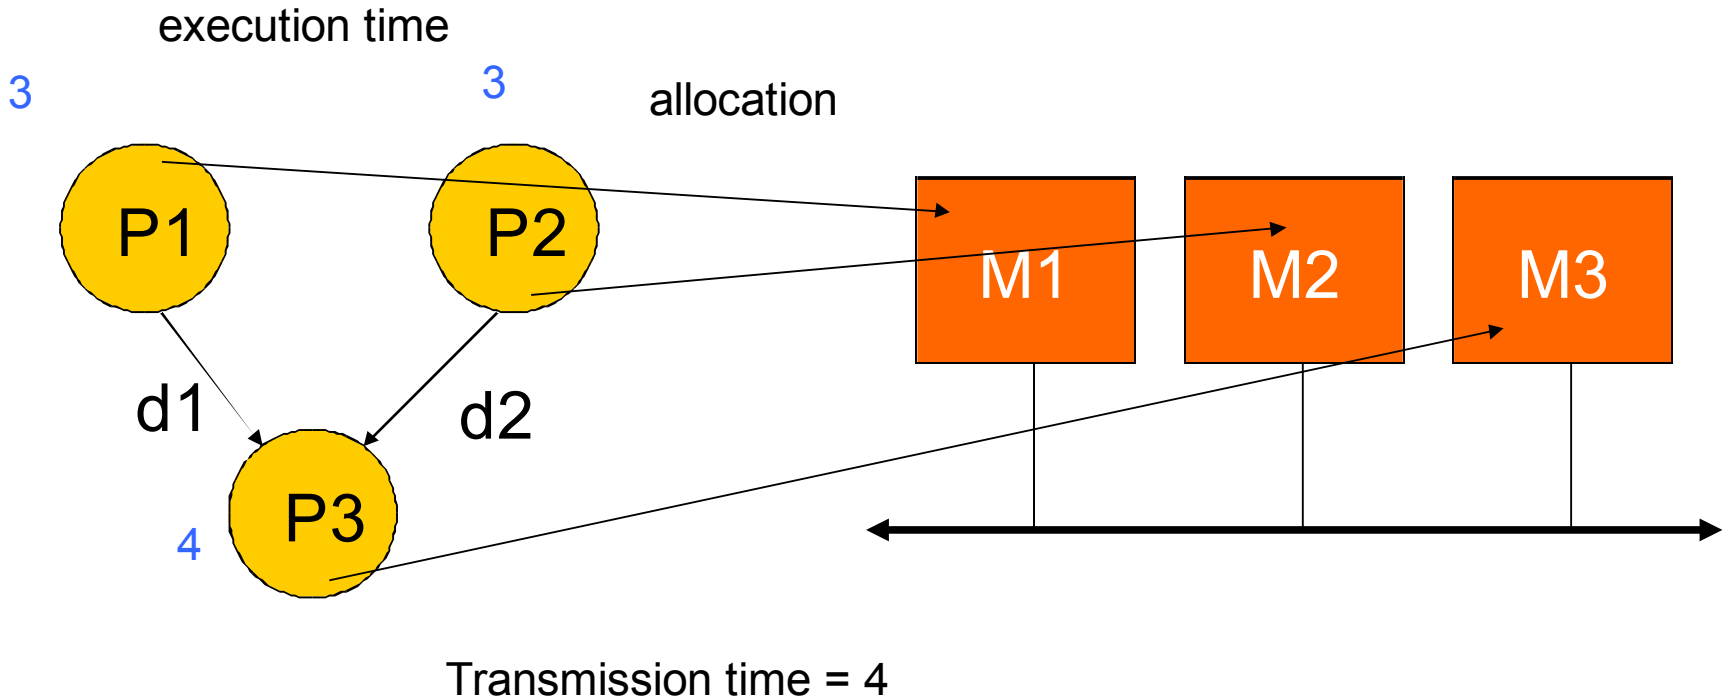 execution time
3
3
allocation
P1
P2
M1
M2
M3
d1
d2
P3
4
Transmission time = 4